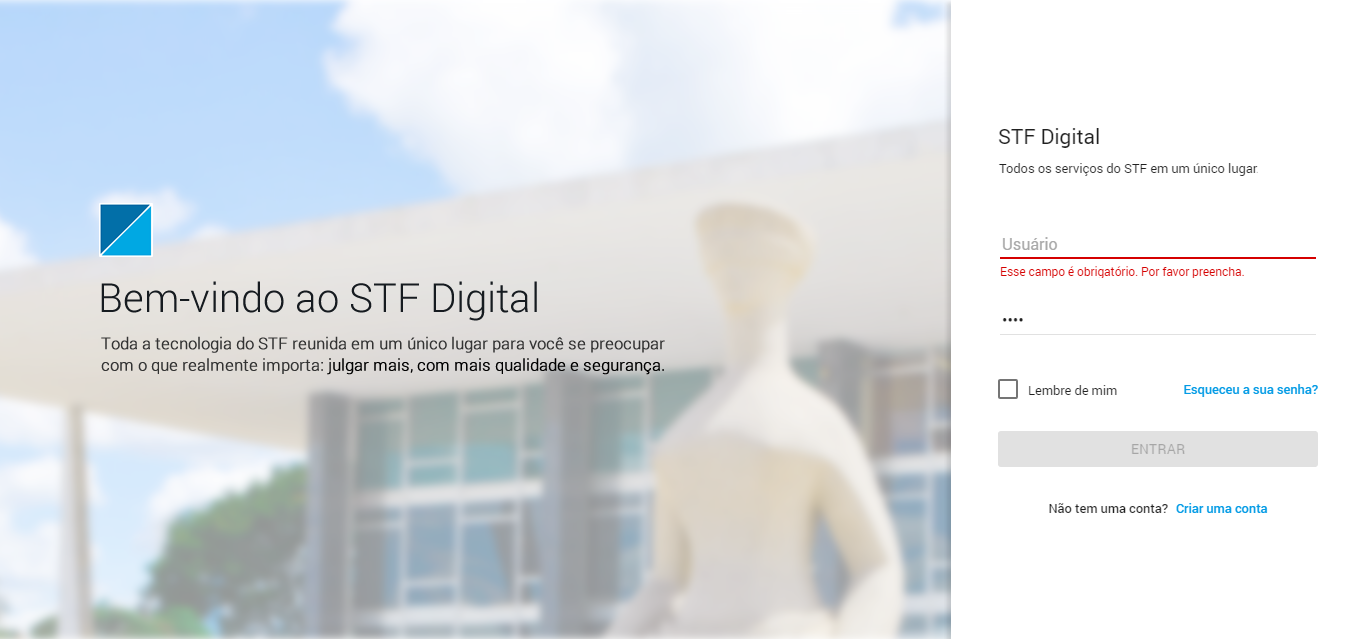 Bem-vindo ao STF Digital
Toda a tecnologia do STF reunida em um único lugar para você se preocupar
com o que realmente importa: julgar mais, com mais qualidade e segurança.
STF Digital
Todos os serviços do STF em um único lugar
Usuário
Esse campo é obrigatório. Por favor preencha.
••••
Lembre de mim
Esqueceu a sua senha?
ENTRAR
Não tem uma conta? Criar uma conta